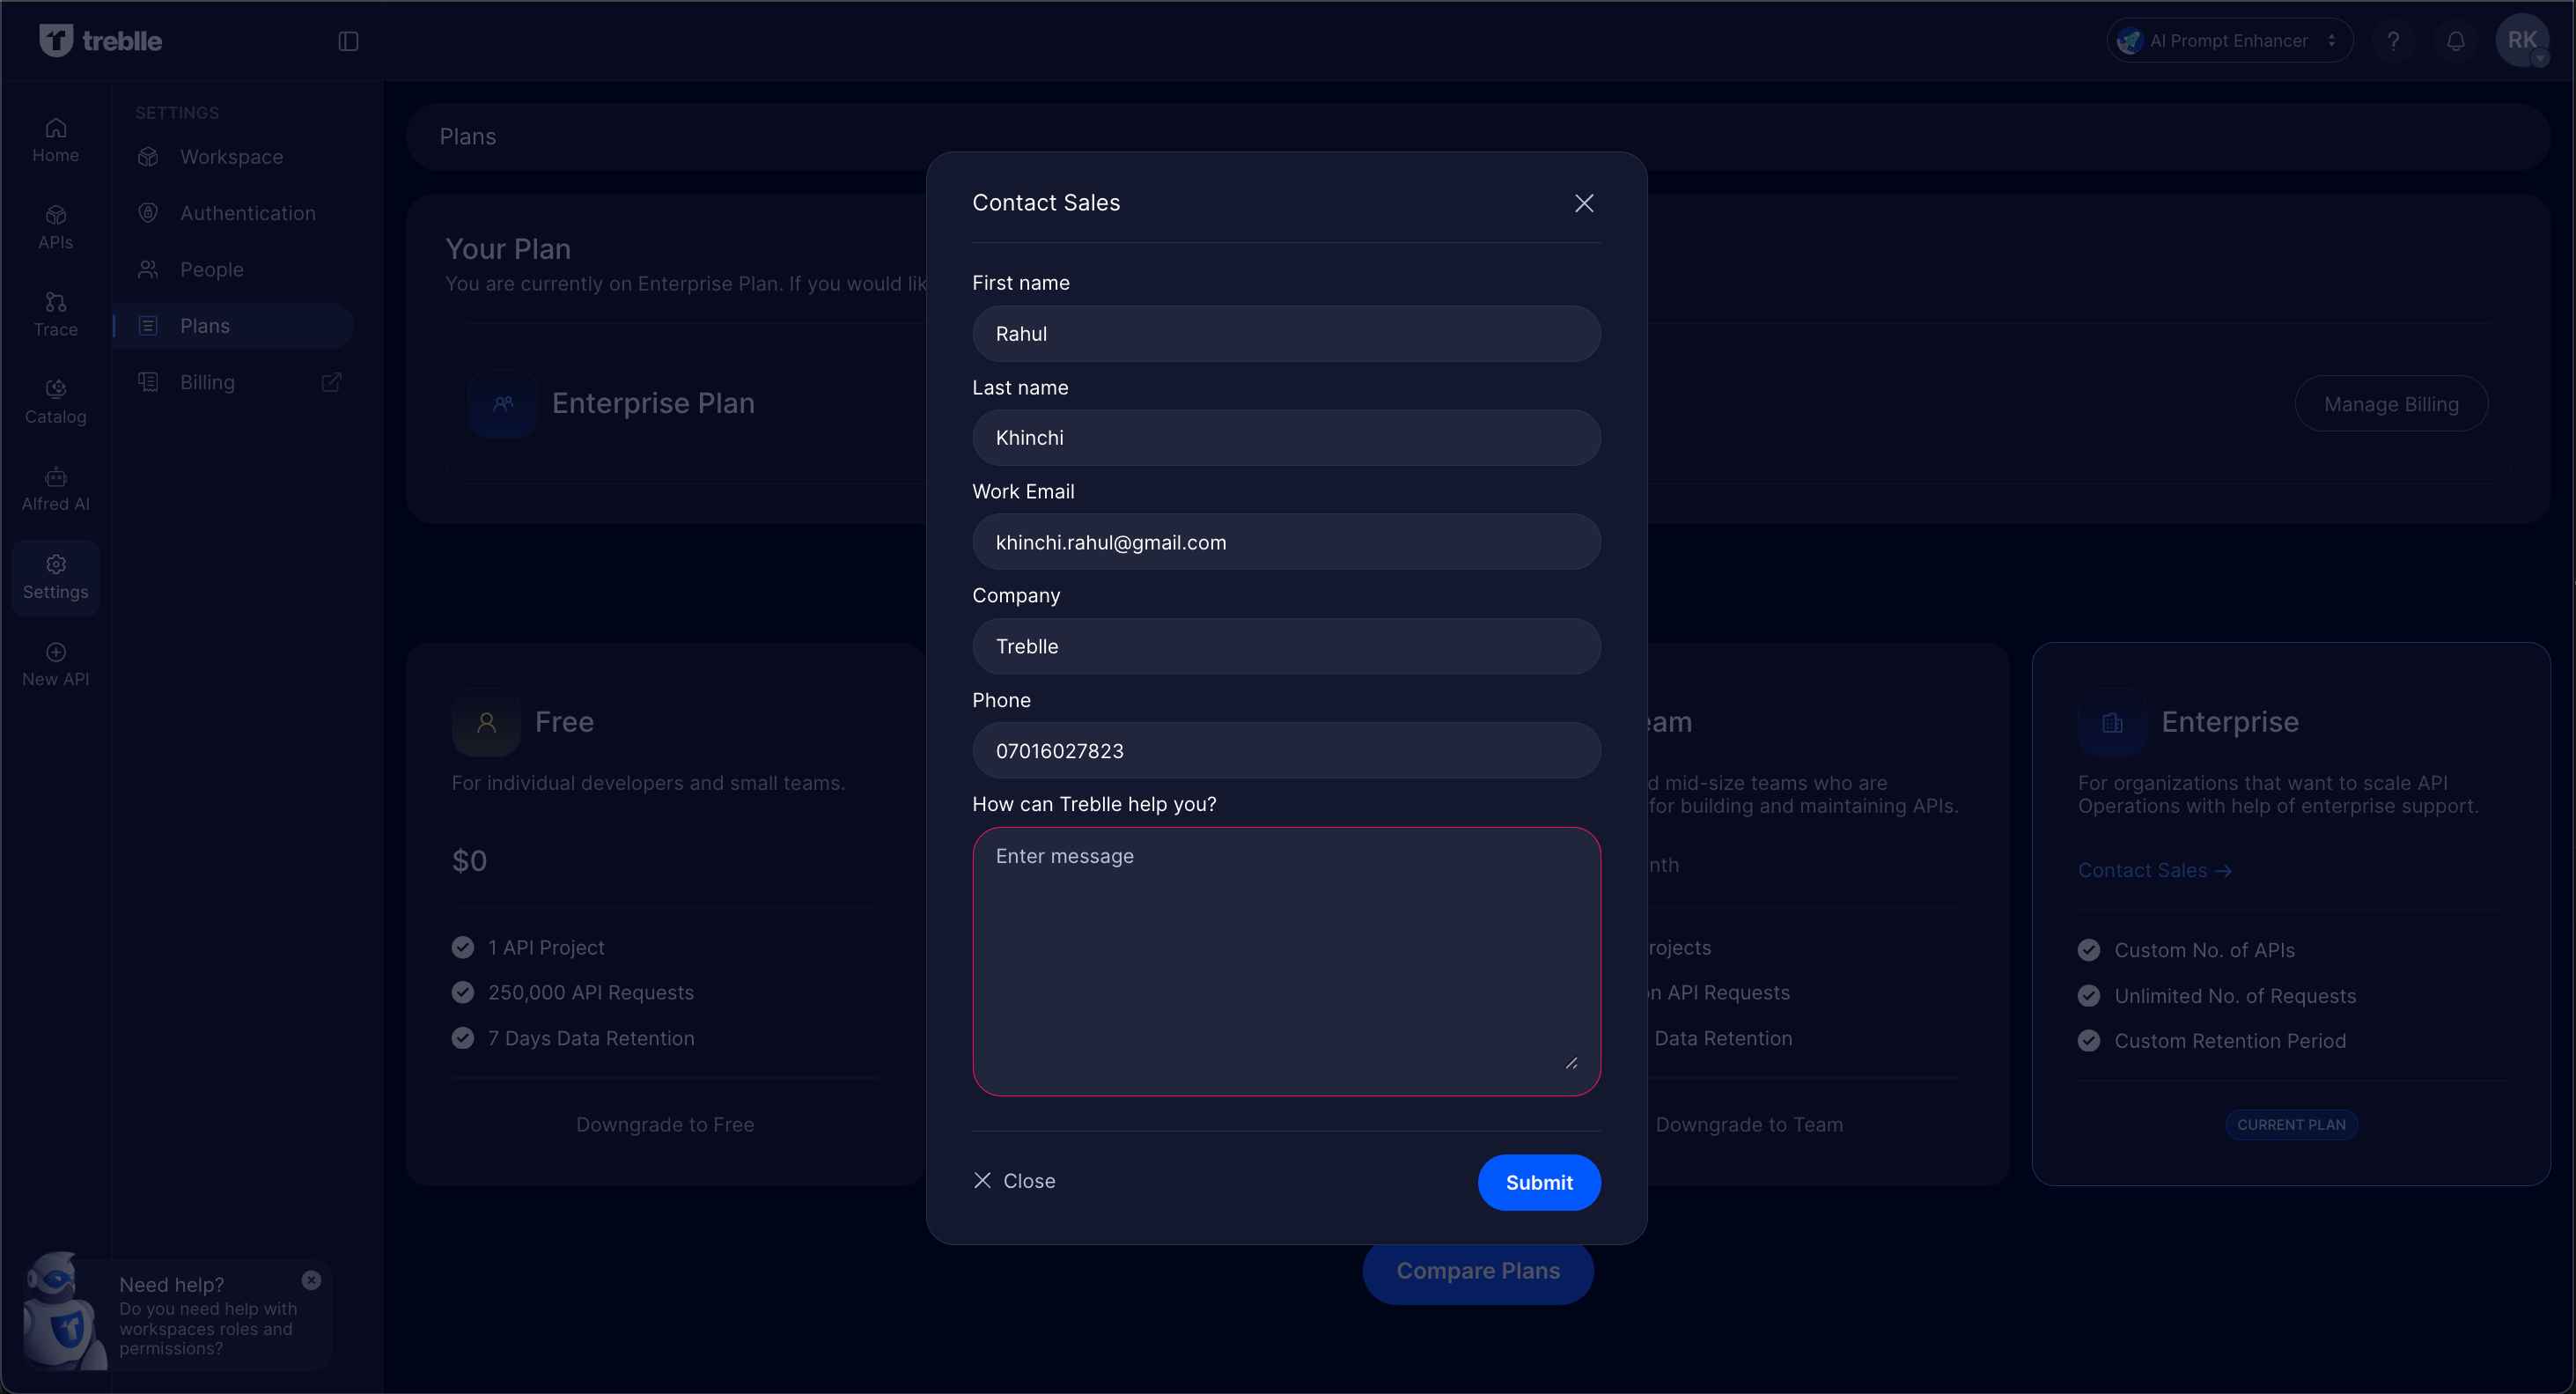 treblle
AI Prompt Enhancer
?
RK
Home
APIs
Trace
Catalog
Alfred AI
Settings
New API
SETTINGS
Workspace
Authentication
People
Plans
Billing
Plans
Your Plan
You are currently on Enterprise Plan. If you would lik
Enterprise Plan
Manage Billing
Free
For individual developers and small teams.
$0
1 API Project
250,000 API Requests
7 Days Data Retention
Downgrade to Free
Contact Sales
First name
Rahul
Last name
Khinchi
Work Email
khinchi.rahul@gmail.com
Company
Treblle
Phone
07016027823
How can Treblle help you?
Enter message
Close
Submit
eam
d mid-size teams who are
for building and maintaining APIs.
nth
rojects
n API Requests
Data Retention
Downgrade to Team
Enterprise
For organizations that want to scale API
Operations with help of enterprise support.
Contact Sales →
Custom No. of APIs
Unlimited No. of Requests
Custom Retention Period
CURRENT PLAN
Compare Plans
Need help?
Do you need help with
workspaces roles and
permissions?